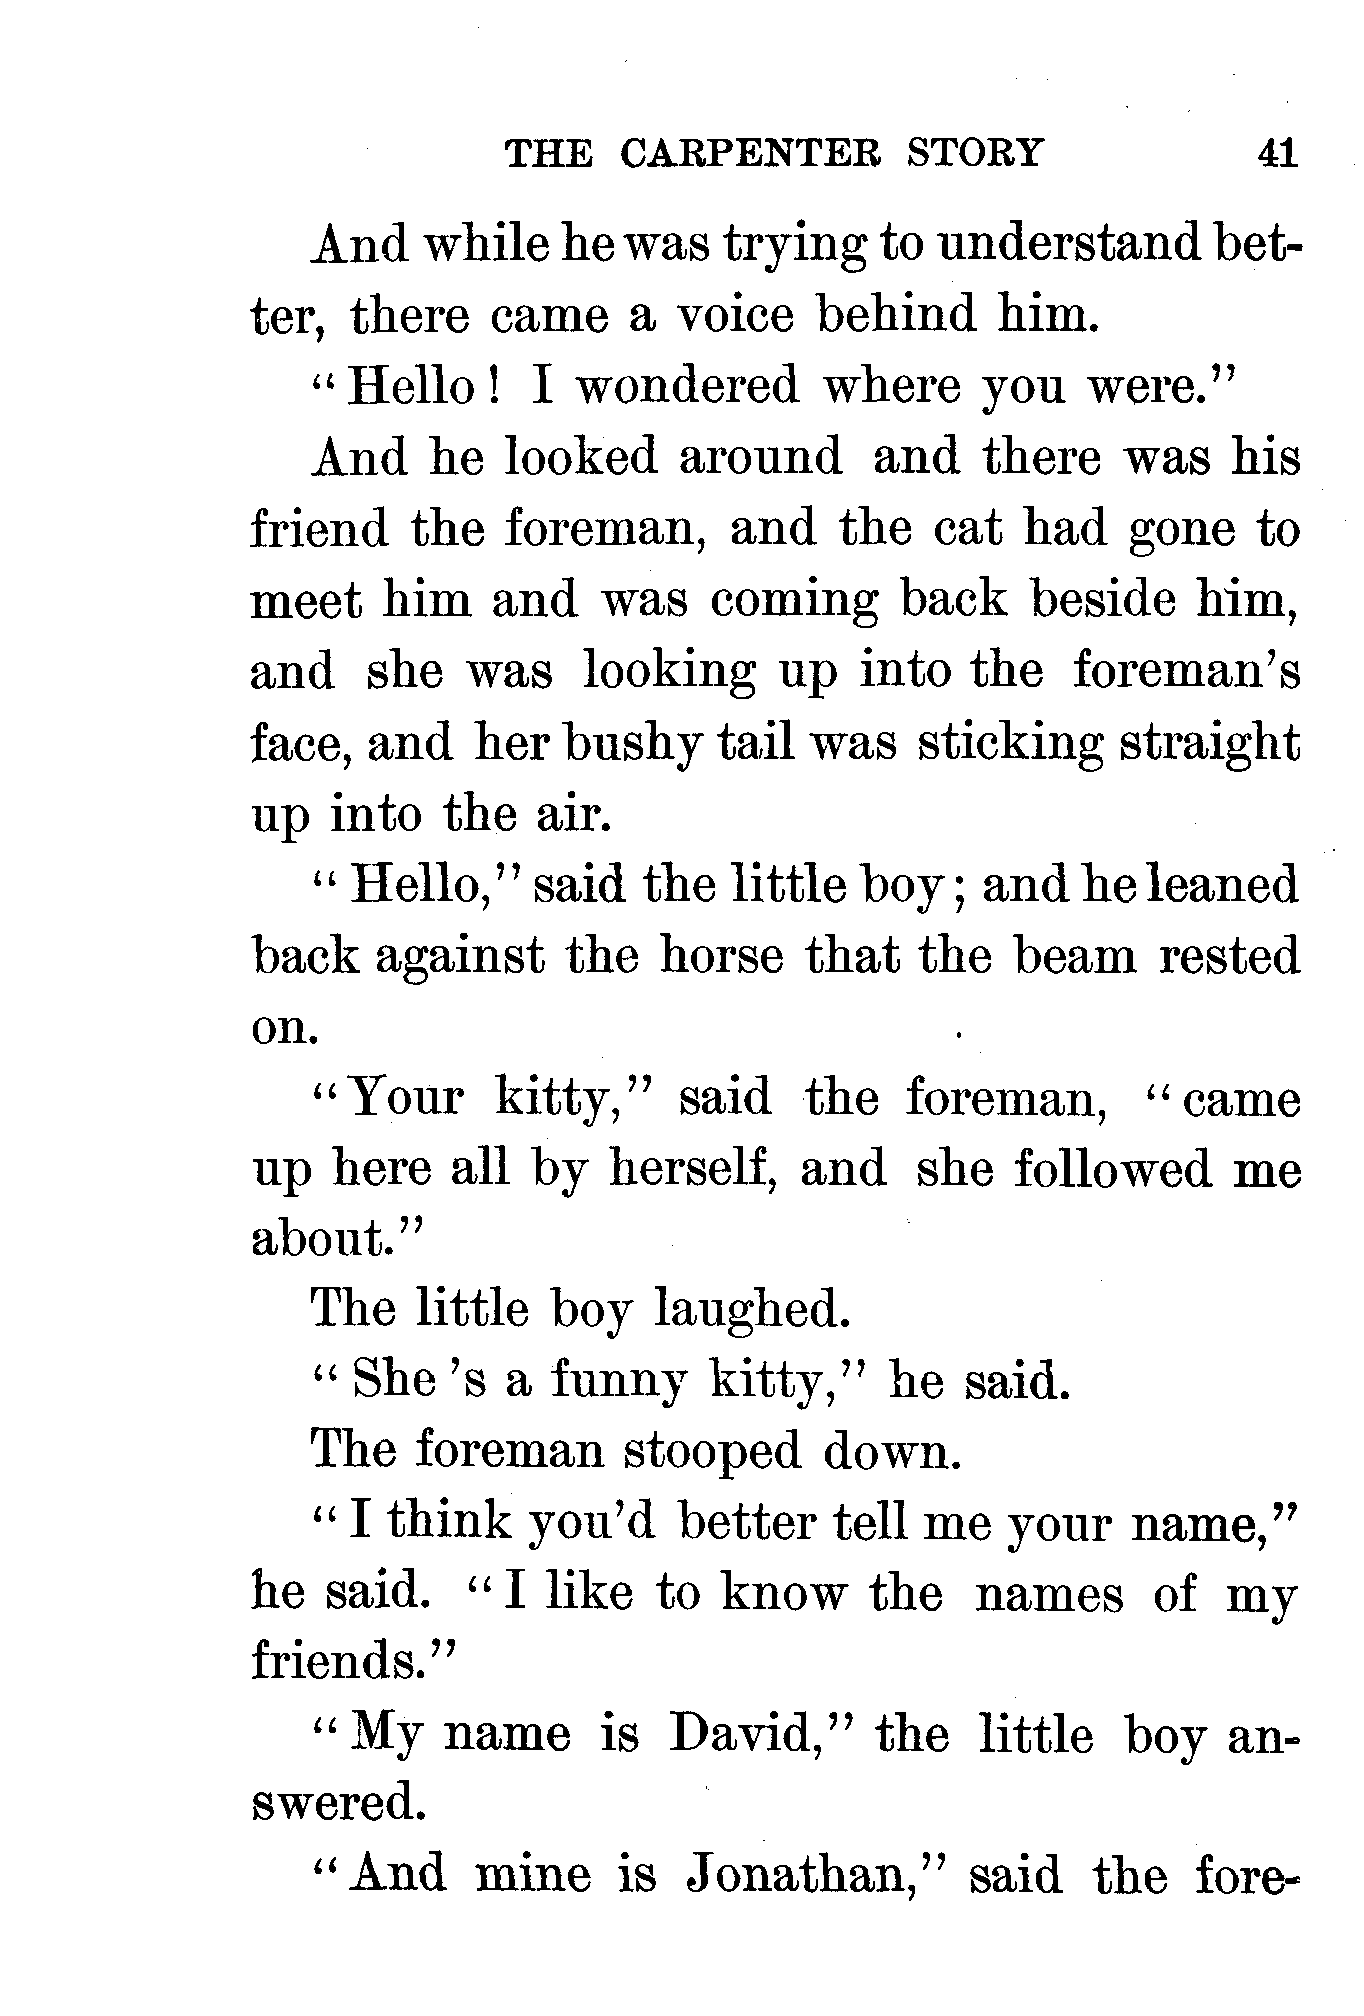 THE CARPENTER STORY 41
And while he was trying to understand bet-
ter, there came a voice behind him.
“Hello! I wondered where you were.”
And he looked around and there was his
friend the foreman, and the cat had gone to
meet him and was coming back beside him,
and she was looking up into the foreman’s
face, and her bushy tail was sticking straight
up into the air.
“Hello,” said the little boy; and he leaned
back against the horse that the beam rested
on.
“Your kitty,” said the foreman, “came
up here all by herself, and she followed me
about.”
The little boy laughed.
“She ’s a funny kitty,” he said.
The foreman stooped down.
“I think you’d better tell me your name,”
he said. “I like to know the names of my
friends.”
“My name is David,” the little boy an-
swered.
“And mine is Jonathan,” said the fore-